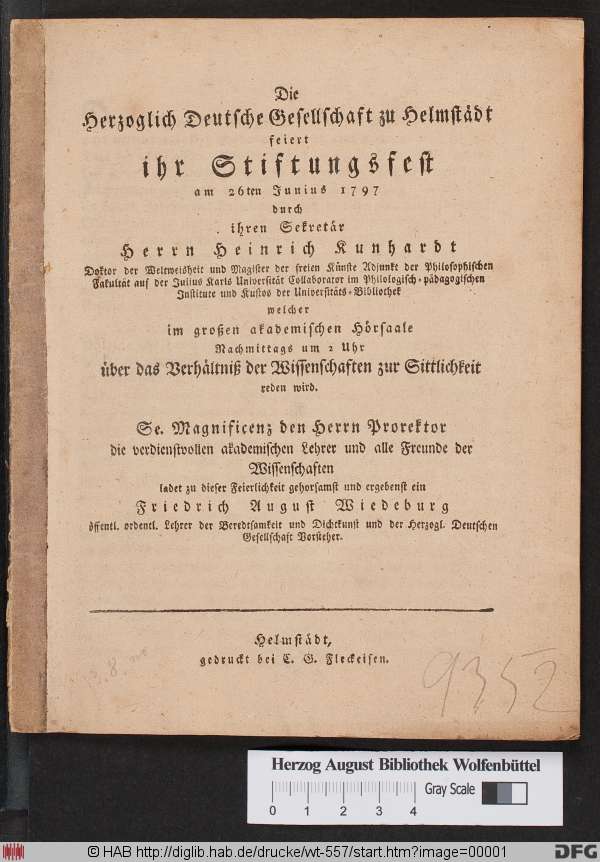 Die
Herzoglich Deutsche Gesellschaft zu Helmstädt
feiert
ihr Stiftungsfest
am 26ten Junius 1797
durch
ihren Sekretär
Herrn Heinrich Kunhardt
Doktor der Weltweisheit und Magister der freien Künste Adjunkt der Philosophischen
Fakultät auf der Julius Karls Universität Collaborator im Philologisch-pädagogischen
Institute und Kustos der Universitäts-Bibliothek
welcher
im großen akademischen Hörsaale
Nachmittags um 2 Uhr
über das Verhältniß der Wissenschaften zur Sittlichkeit
reden wird.
Se. Magnificenz den Herrn Prorektor
die verdienstvollen akademischen Lehrer und alle Freunde der
Wissenschaften
ladet zu dieser Feierlichkeit gehorsamst und ergebenst ein
Friedrich August Wiedeburg
öffentl. ordentl. Lehrer der Beredtsamkeit und Dichtkunst und der Herzogl. Deutschen
Gesellschaft Vorsteher.
Helmstädt,
gedruckt bei C. G. Fleckeisen.
9352
Herzog August Bibliothek Wolfenbüttel
Gray Scale
0 1 2 3 4
© HAB http://diglib.hab.de/drucke/wt-557/start.htm?image=00001
DFG